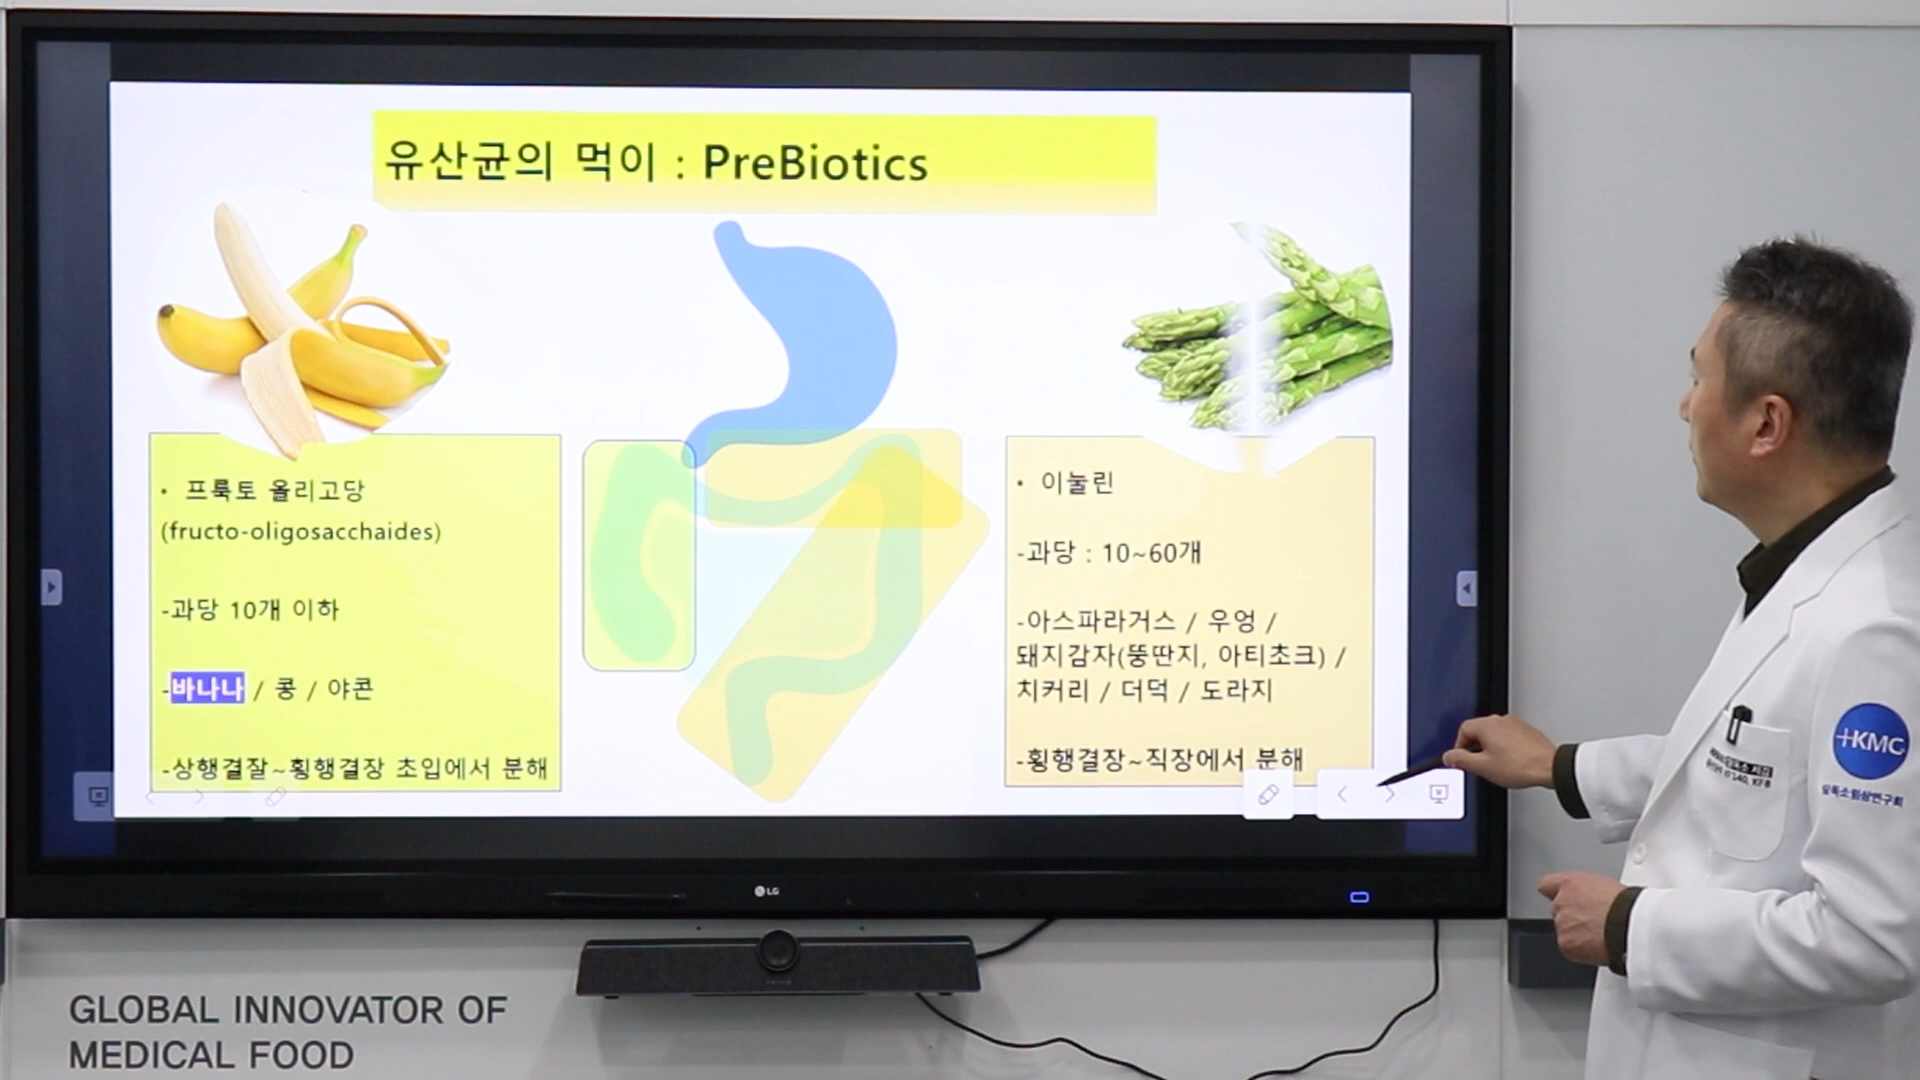 유산균의 먹이 : PreBiotics
• 프룩토 올리고당
(fructo-oligosacchaides)
-과당 10개 이하
-바나나 / 콩 / 야콘
-상행결잘~횡행결장 초입에서 분해
• 이눌린
-과당 : 10~60개
-아스파라거스 / 우엉 /
돼지감자(뚱딴지, 아티초크) /
치커리 / 더덕 / 도라지
-횡행결장~직장에서 분해
LG
GLOBAL INNOVATOR OF
MEDICAL FOOD
HKMC